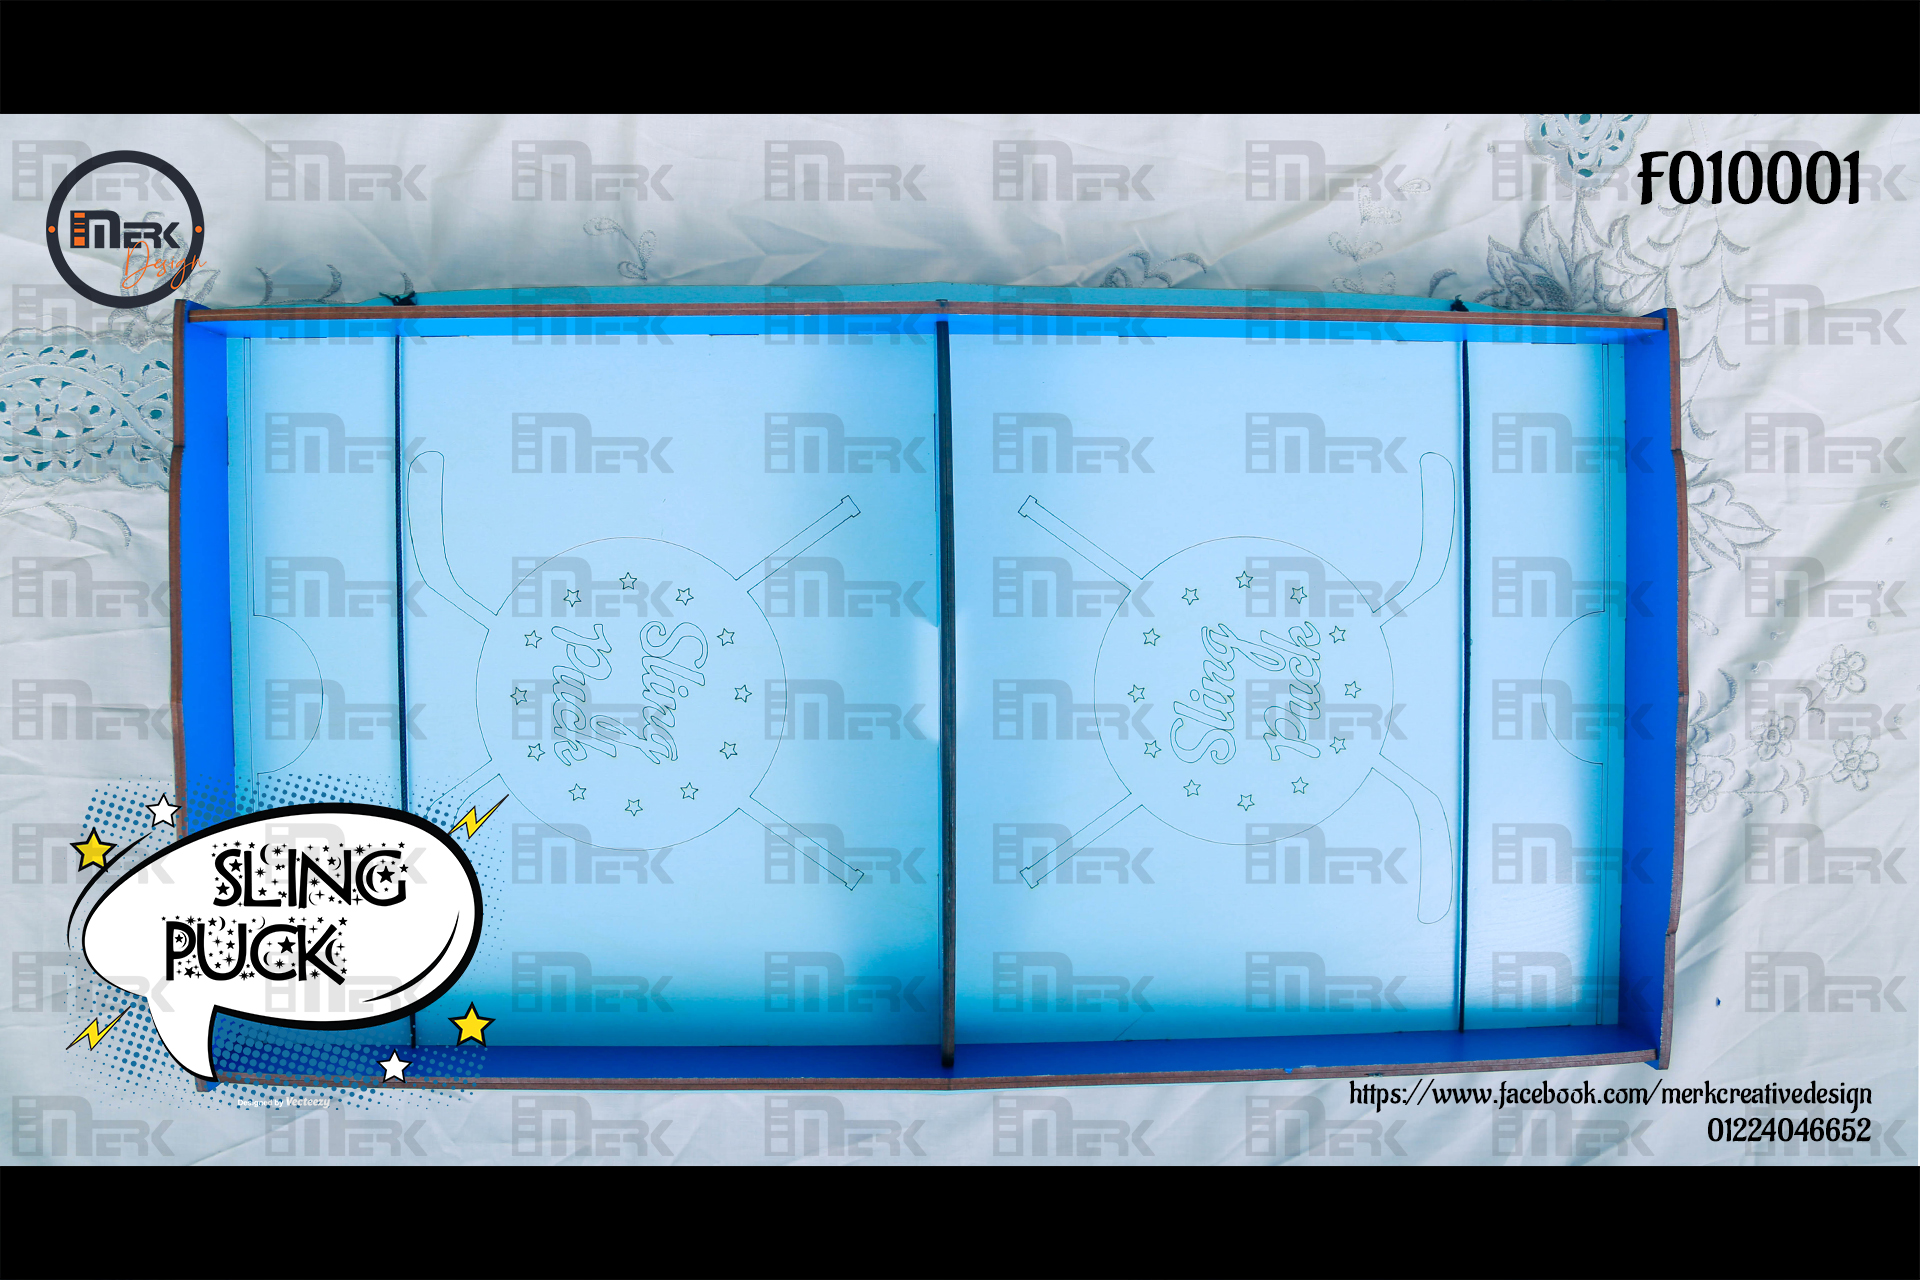 MERK
Design
F010001
Sling
Puck
Sling
Puck
SLING
PUCK
Designed by Vecteezy
https://www.facebook.com/merkcreativedesign
01224046652